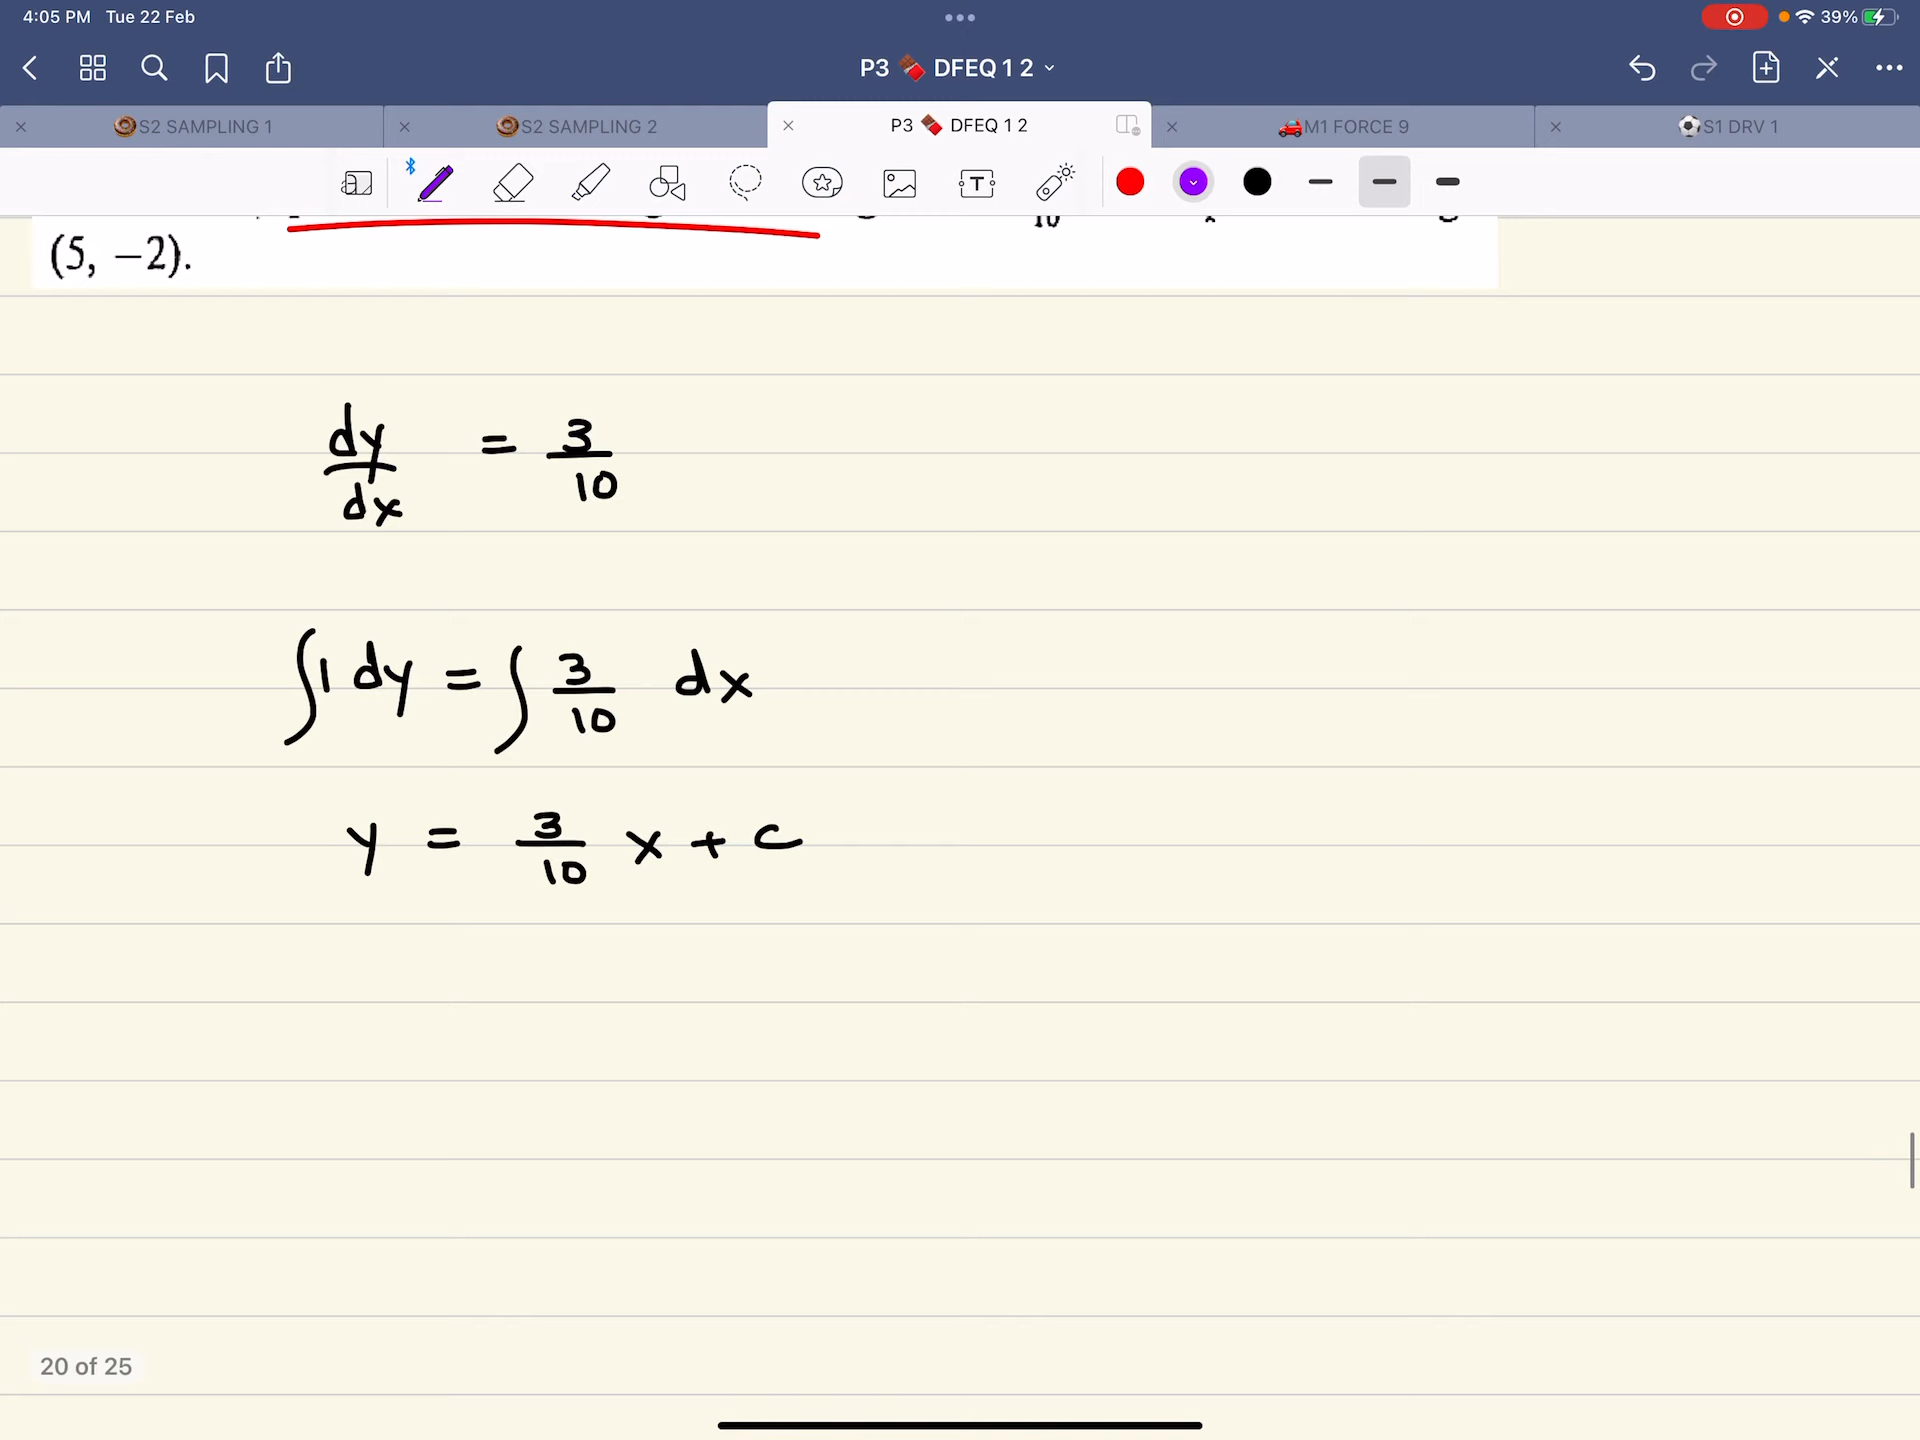 4:05 PM Tue 22 Feb
39%
P3 🍫 DFEQ 1 2
S2 SAMPLING 1
S2 SAMPLING 2
P3 🍫 DFEQ 1 2
M1 FORCE 9
S1 DRV 1
10
(5, −2).
dy/dx = 3/10
∫1 dy = ∫ 3/10 dx
y = 3/10 x + c
20 of 25